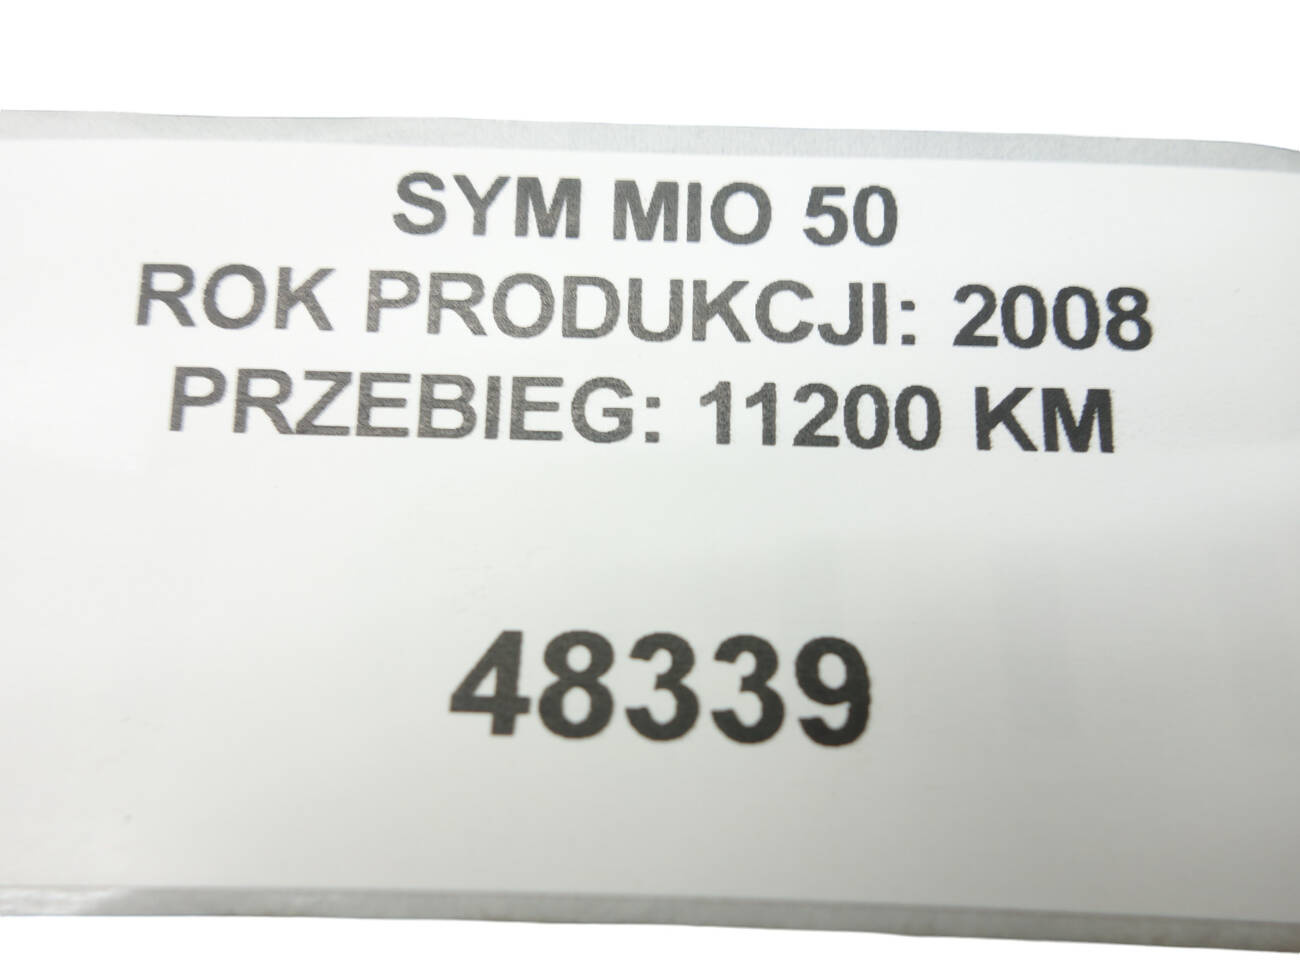 SYM MIO 50
ROK PRODUKCJI: 2008
PRZEBIEG: 11200 KM
48339